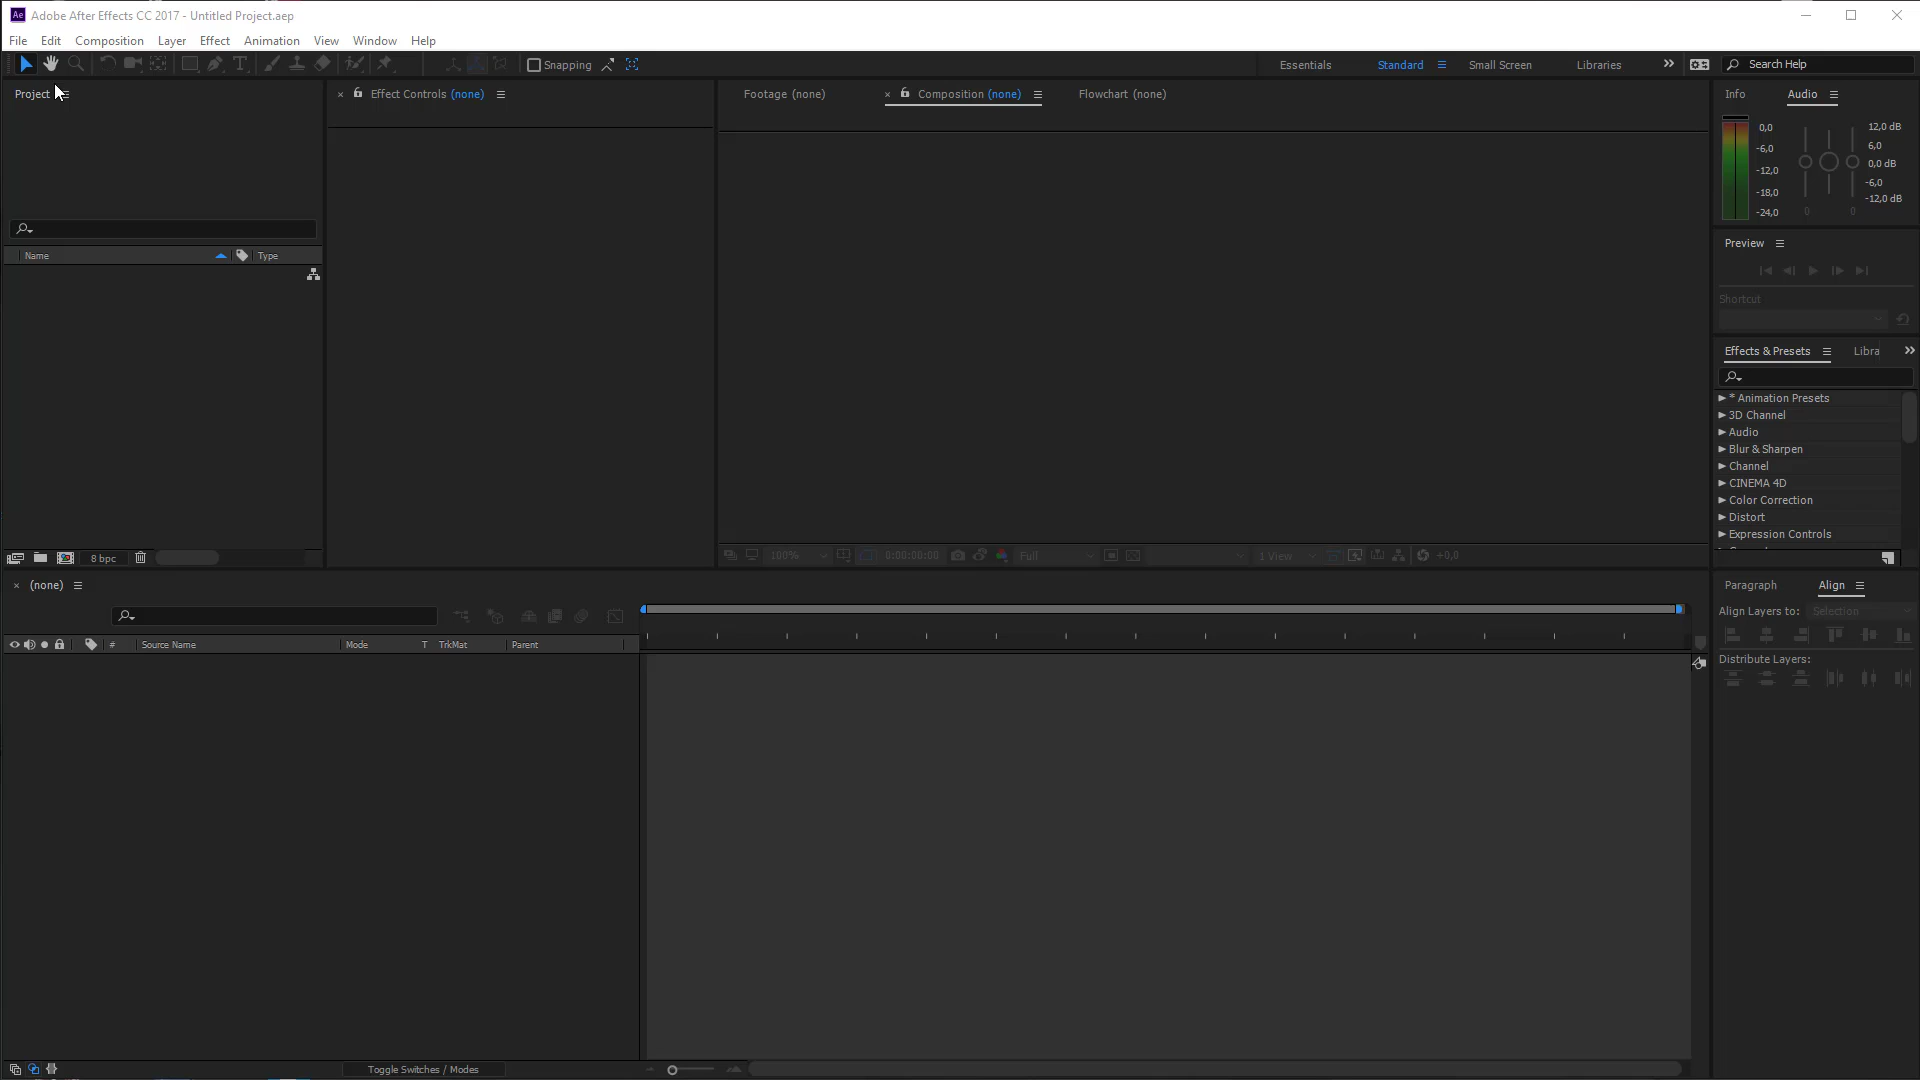 Adobe After Effects CC 2017 - Untitled Project.aep
File Edit Composition Layer Effect Animation View Window Help
Snapping Essentials Standard Small Screen Libraries Search Help
Project
Effect Controls (none)
Footage (none) Composition (none) Flowchart (none)
Info Audio
0,0
-6,0
-12,0
-18,0
-24,0
12,0 dB
6,0
0,0 dB
-6,0
-12,0 dB
0 0
Name Type
Preview
Shortcut
Effects & Presets Libra
* Animation Presets
3D Channel
Audio
Blur & Sharpen
Channel
CINEMA 4D
Color Correction
Distort
Expression Controls
8 bpc
100% 0:00:00:00 Full 1 View +0,0
(none)
# Source Name Mode T TrkMat Parent
Paragraph Align
Align Layers to: Selection
Distribute Layers:
Toggle Switches / Modes